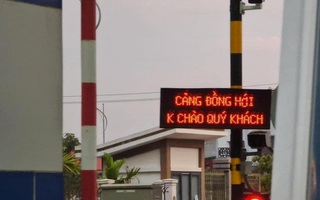 CẢNG ĐỒNG HỚI
K CHÀO QUÝ KHÁCH